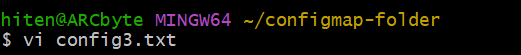 hiten@ARCbyte MINGW64 ~/configmap-folder
$ vi config3.txt